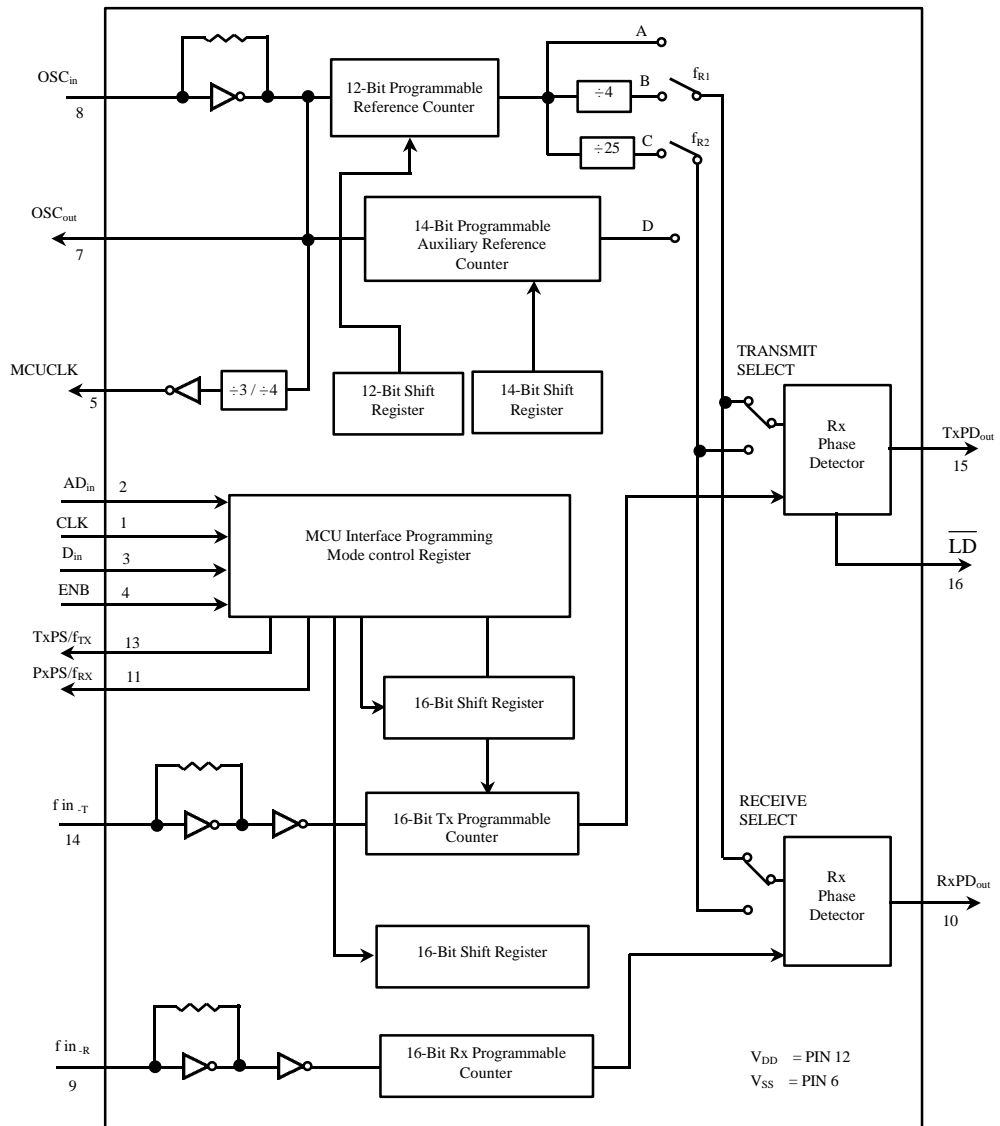 A
OSCin
8
12-Bit Programmable
Reference Counter
÷4
B
fR1
÷25
C
fR2
OSCout
7
14-Bit Programmable
Auxiliary Reference
Counter
D
MCUCLK
5
÷3 / ÷4
12-Bit Shift
Register
14-Bit Shift
Register
TRANSMIT
SELECT
Rx
Phase
Detector
TxPDout
15
LD
16
ADin
2
CLK
1
Din
3
ENB
4
MCU Interface Programming
Mode control Register
TxPS/fTX
13
PxPS/fRX
11
16-Bit Shift Register
f in -T
14
16-Bit Tx Programmable
Counter
RECEIVE
SELECT
Rx
Phase
Detector
RxPDout
10
16-Bit Shift Register
f in -R
9
16-Bit Rx Programmable
Counter
VDD = PIN 12
VSS = PIN 6